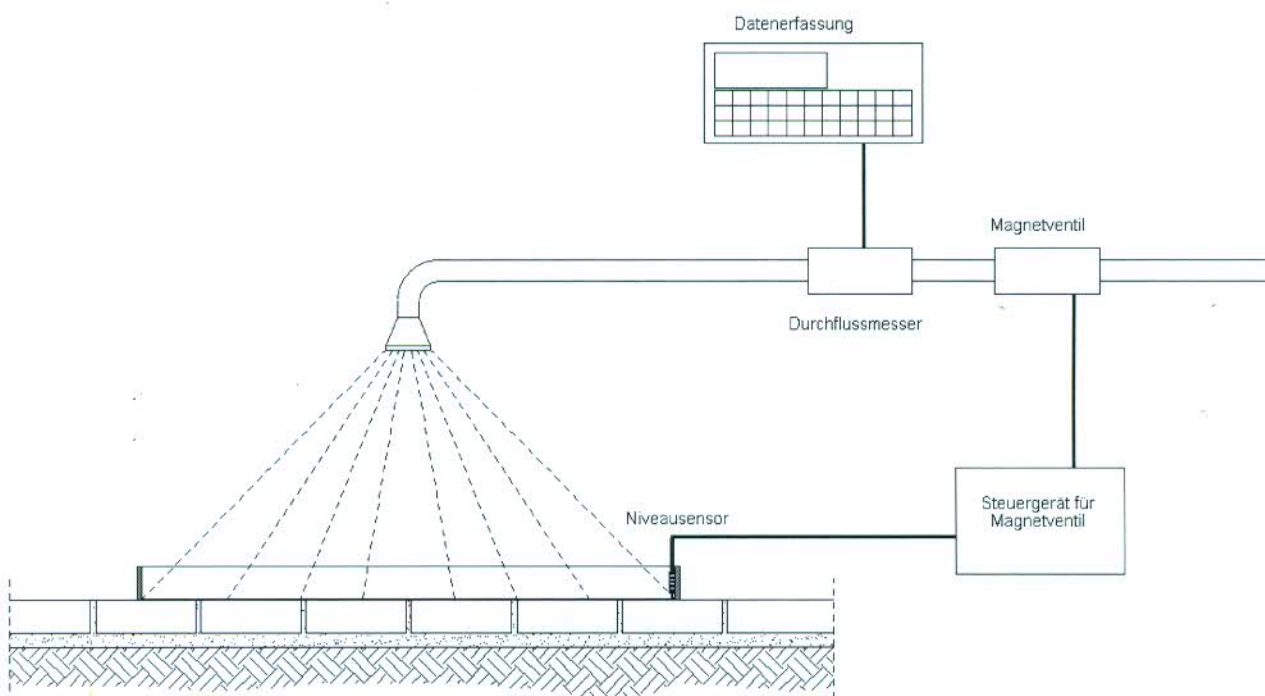 Datenerfassung
Magnetventil
Durchflussmesser
Niveausensor
Steuergerät für
Magnetventil